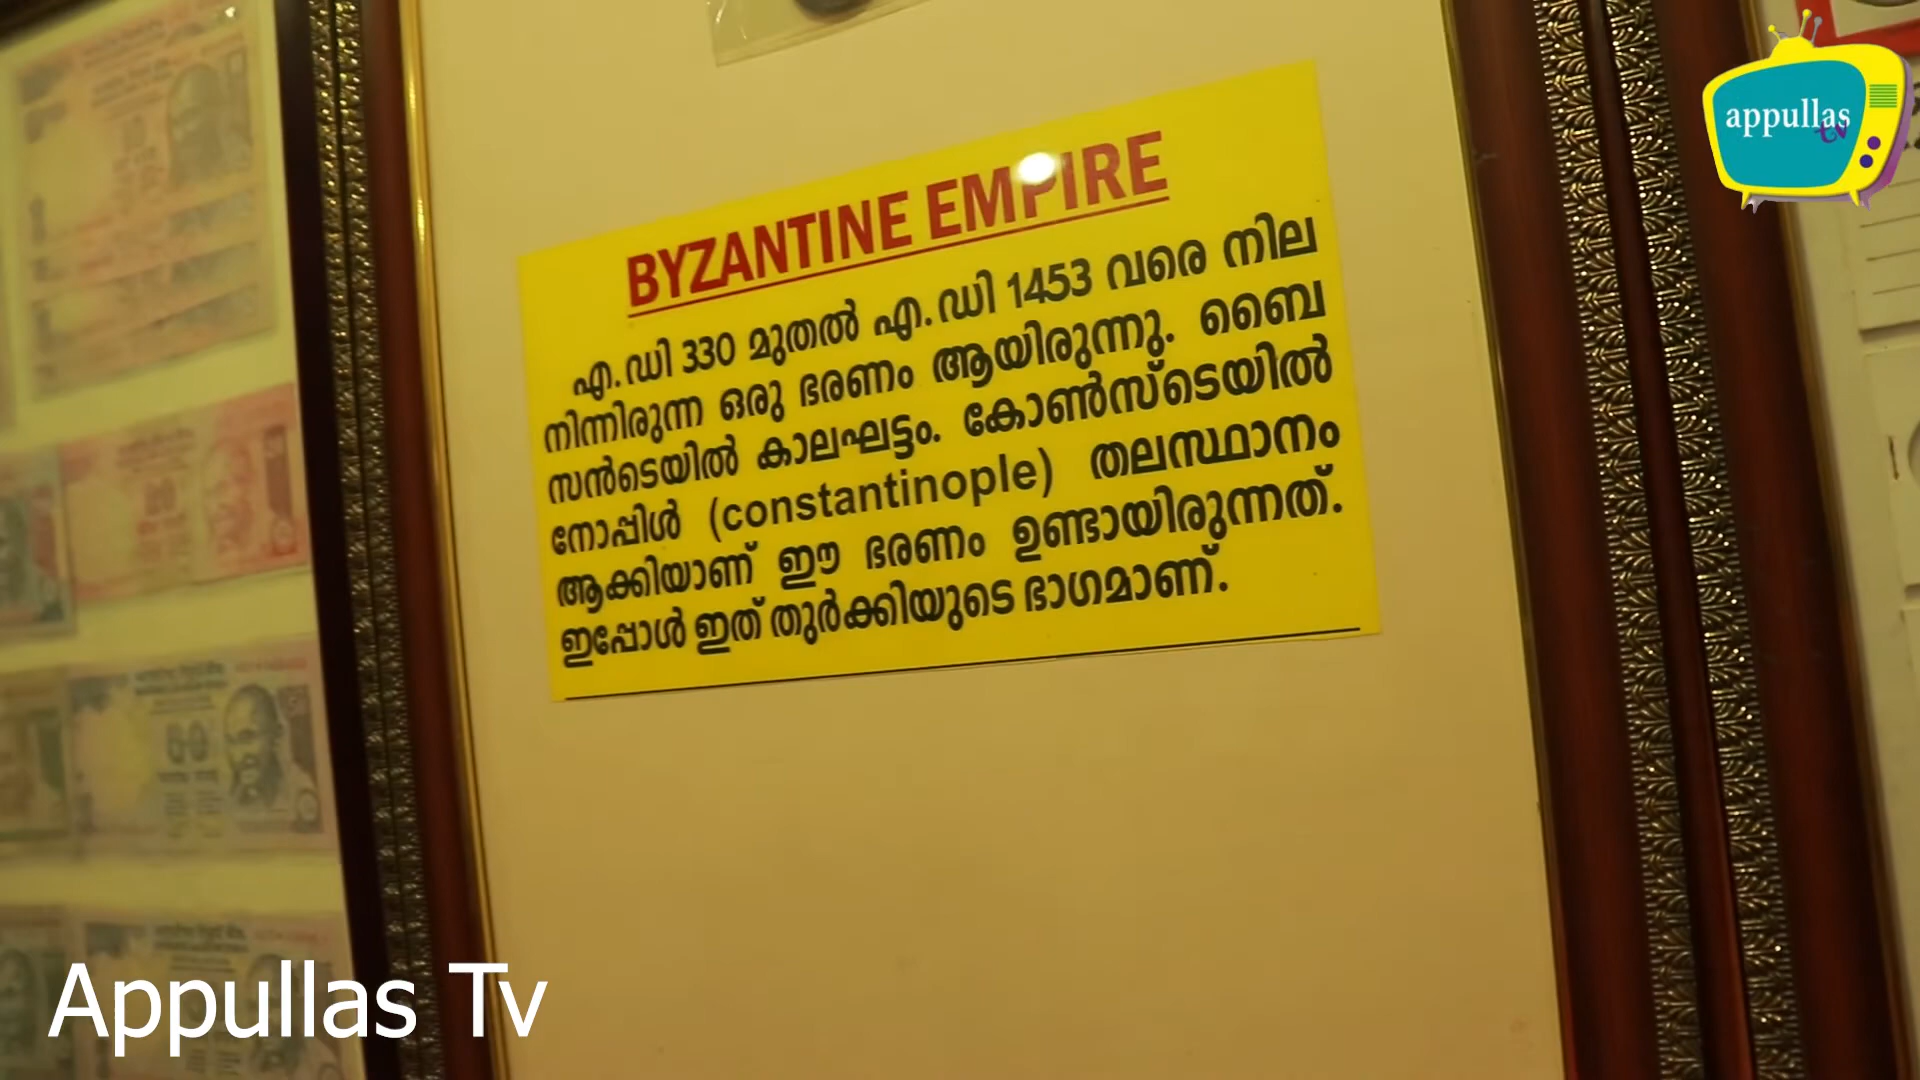 appullas
tv
BYZANTINE EMPIRE
എ.ഡി 330 മുതൽ എ.ഡി 1453 വരെ നില
നിന്നിരുന്ന ഒരു ഭരണം ആയിരുന്നു. ബൈ
സൻടെയിൽ കാലഘട്ടം. കോൺസ്ടെയിൽ
നോപ്പിൾ (constantinople) തലസ്ഥാനം
ആക്കിയാണ് ഈ ഭരണം ഉണ്ടായിരുന്നത്.
ഇപ്പോൾ ഇത് തുർക്കിയുടെ ഭാഗമാണ്.
Appullas Tv